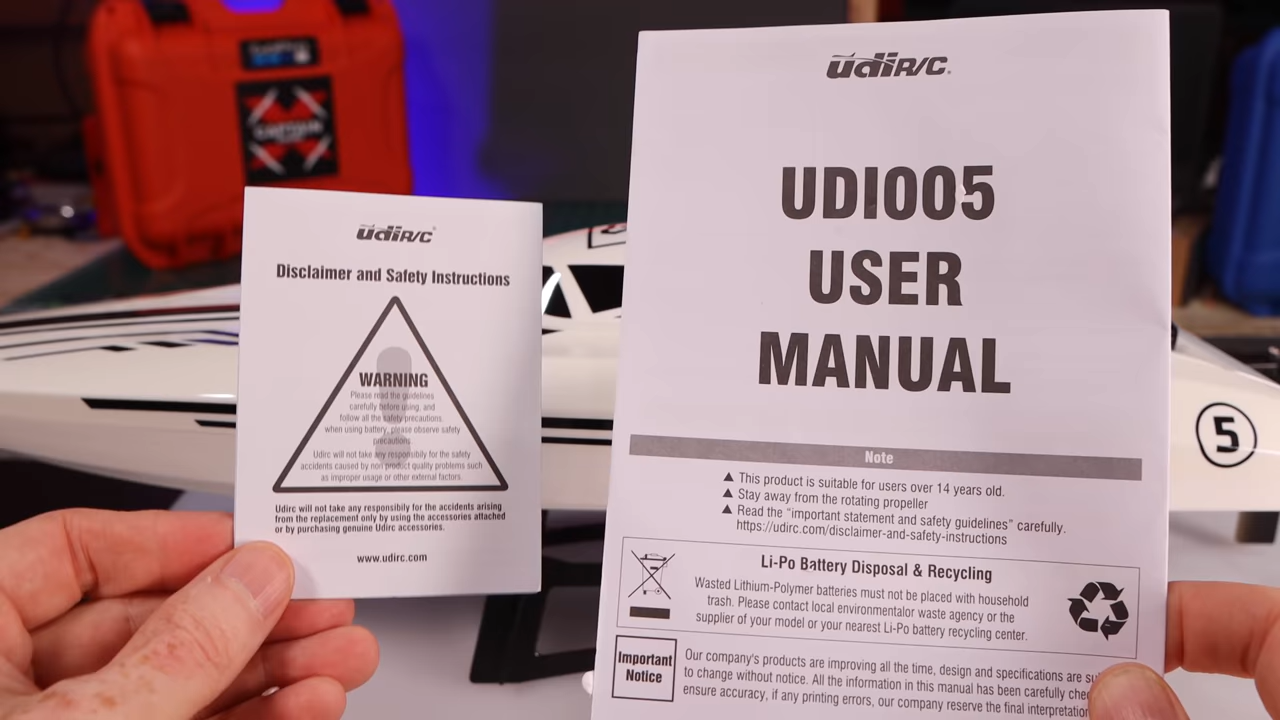 udiR/C
Disclaimer and Safety Instructions
WARNING
Please read the guidelines
carefully before using, and
follow all the safety precautions.
when using battery, please observe safety
precautions.
Udirc will not take any responsibily for the safety
accidents caused by non product quality problems such
as improper usage or other external factors.
Udirc will not take any responsibily for the accidents arising
from the replacement only by using the accessories attached
or by purchasing genuine Udirc accessories.
www.udirc.com
udiR/C
UDI005
USER
MANUAL
Note
▲ This product is suitable for users over 14 years old.
▲ Stay away from the rotating propeller
▲ Read the "important statement and safety guidelines" carefully.
https://udirc.com/disclaimer-and-safety-instructions
Li-Po Battery Disposal & Recycling
Wasted Lithium-Polymer batteries must not be placed with household
trash. Please contact local environmentalor waste agency or the
supplier of your model or your nearest Li-Po battery recycling center.
Important
Notice
Our company's products are improving all the time, design and specifications are
to change without notice. All the information in this manual has been carefully
ensure accuracy, if any printing errors, our company reserve the final interpretation
5